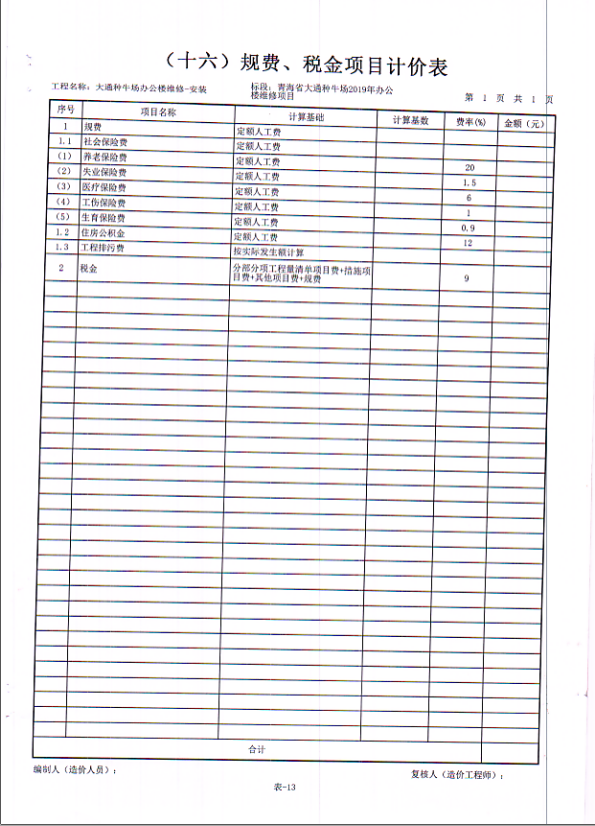 （十六）规费、税金项目计价表
工程名称：大通种牛场办公楼维修-安装
标段：青海省大通种牛场2019年办公
楼维修项目
第 1 页 共 1 页
序号 项目名称 计算基础 计算基数 费率(%) 金额（元）
1 规费 定额人工费
1.1 社会保险费 定额人工费
（1） 养老保险费 定额人工费 20
（2） 失业保险费 定额人工费 1.5
（3） 医疗保险费 定额人工费 6
（4） 工伤保险费 定额人工费 1
（5） 生育保险费 定额人工费 0.9
1.2 住房公积金 定额人工费 12
1.3 工程排污费 按实际发生额计算
2 税金 分部分项工程量清单项目费+措施项
目费+其他项目费+规费 9
合计
编制人（造价人员）： 复核人（造价工程师）：
表-13